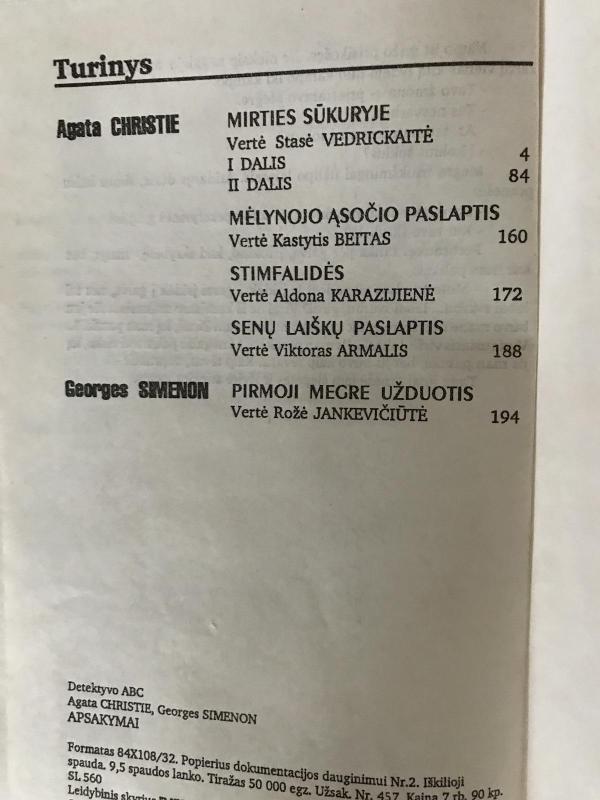 Turinys
Agata CHRISTIE MIRTIES SŪKURYJE
Vertė Stasė VEDRICKAITĖ
I DALIS 4
II DALIS 84
MĖLYNOJO ĄSOČIO PASLAPTIS
Vertė Kastytis BEITAS 160
STIMFALIDĖS
Vertė Aldona KARAZIJIENĖ 172
SENŲ LAIŠKŲ PASLAPTIS
Vertė Viktoras ARMALIS 188
Georges SIMENON PIRMOJI MEGRE UŽDUOTIS
Vertė Rožė JANKEVIČIŪTĖ 194
Detektyvo ABC
Agata CHRISTIE, Georges SIMENON
APSAKYMAI
Formatas 84X108/32. Popierius dokumentacijos dauginimui Nr.2. Iškilioji
spauda. 9,5 spaudos lanko. Tiražas 50 000 egz. Užsak. Nr. 457. Kaina 7 rb. 90 kp.
SL 560
Leidybinis skyrius